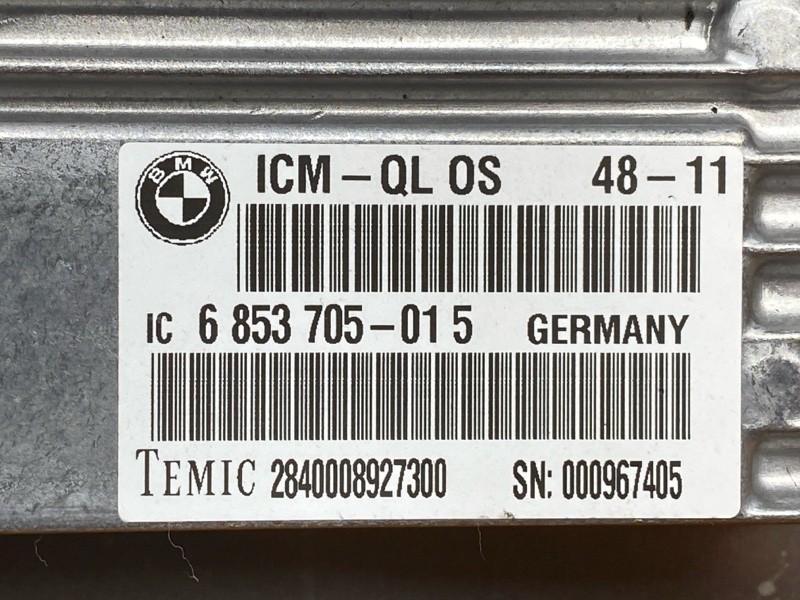 BMW
ICM – QL OS 48 – 11
IC 6 853 705 – 01 5 GERMANY
TEMIC 2840008927300 SN: 000967405